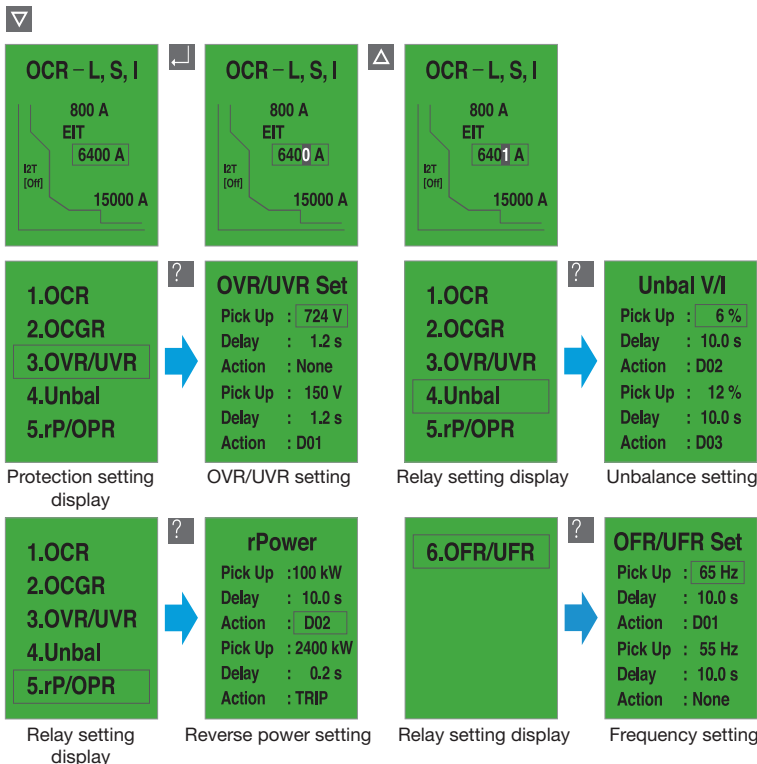 OCR – L, S, I
800 A
EIT
6400 A
I2T
[Off]
15000 A
OCR – L, S, I
800 A
EIT
6400 A
I2T
[Off]
15000 A
OCR – L, S, I
800 A
EIT
6401 A
I2T
[Off]
15000 A
1.OCR
2.OCGR
3.OVR/UVR
4.Unbal
5.rP/OPR
Protection setting
display
?
OVR/UVR Set
Pick Up : 724 V
Delay : 1.2 s
Action : None
Pick Up : 150 V
Delay : 1.2 s
Action : D01
OVR/UVR setting
1.OCR
2.OCGR
3.OVR/UVR
4.Unbal
5.rP/OPR
Relay setting display
?
Unbal V/I
Pick Up : 6 %
Delay : 10.0 s
Action : D02
Pick Up : 12 %
Delay : 10.0 s
Action : D03
Unbalance setting
1.OCR
2.OCGR
3.OVR/UVR
4.Unbal
5.rP/OPR
Relay setting
display
?
rPower
Pick Up :100 kW
Delay : 10.0 s
Action : D02
Pick Up : 2400 kW
Delay : 0.2 s
Action : TRIP
Reverse power setting
6.OFR/UFR
Relay setting display
?
OFR/UFR Set
Pick Up : 65 Hz
Delay : 10.0 s
Action : D01
Pick Up : 55 Hz
Delay : 10.0 s
Action : None
Frequency setting